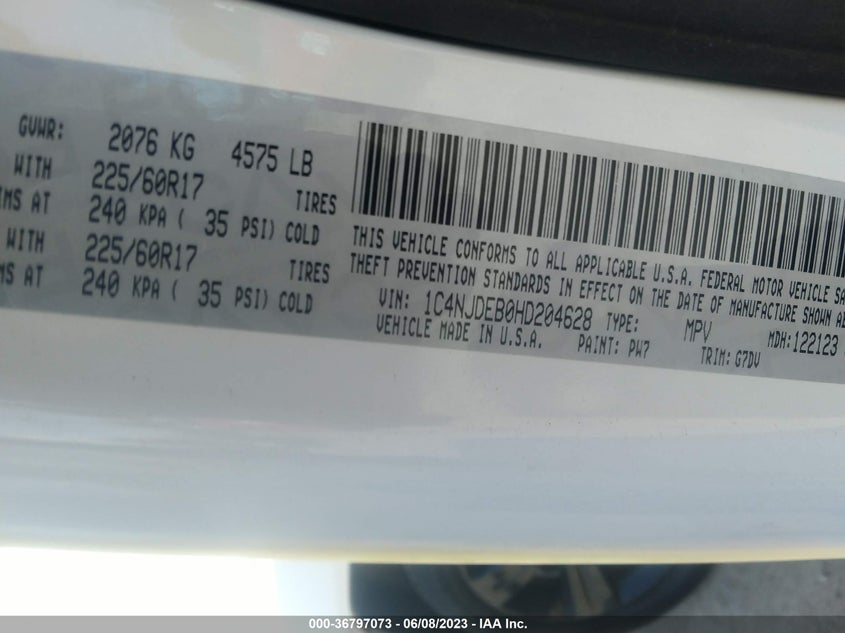 GVWR: 2076 KG 4575 LB
WITH 225/60R17 TIRES
AT 240 KPA ( 35 PSI) COLD
WITH 225/60R17 TIRES
AT 240 KPA ( 35 PSI) COLD
THIS VEHICLE CONFORMS TO ALL APPLICABLE U.S.A. FEDERAL MOTOR VEHICLE
THEFT PREVENTION STANDARDS IN EFFECT ON THE DATE OF MANUFACTURE SHOWN
VIN: 1C4NJDEB0HD204628 TYPE: MPV MDH:122123
VEHICLE MADE IN U.S.A. PAINT: PW7 TRIM: G7DV
000-36797073 - 06/08/2023 - IAA Inc.